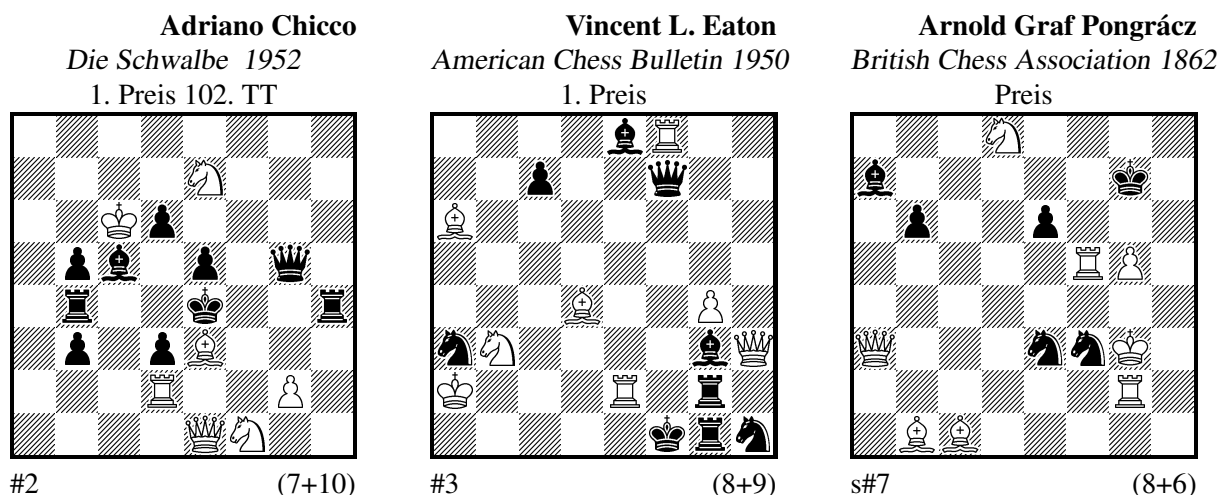 Adriano Chicco
Die Schwalbe 1952
1. Preis 102. TT
#2 (7+10)
Vincent L. Eaton
American Chess Bulletin 1950
1. Preis
#3 (8+9)
Arnold Graf Pongrácz
British Chess Association 1862
Preis
s#7 (8+6)